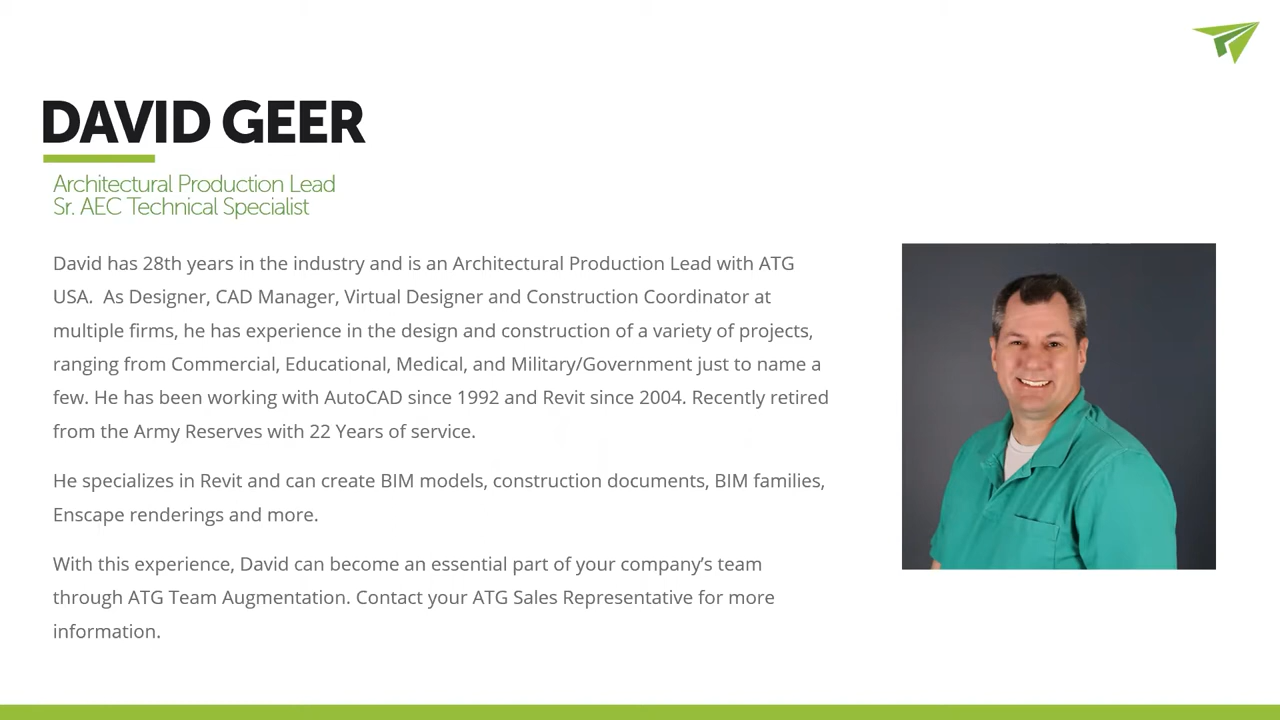 DAVID GEER
Architectural Production Lead
Sr. AEC Technical Specialist
David has 28th years in the industry and is an Architectural Production Lead with ATG
USA.  As Designer, CAD Manager, Virtual Designer and Construction Coordinator at
multiple firms, he has experience in the design and construction of a variety of projects,
ranging from Commercial, Educational, Medical, and Military/Government just to name a
few. He has been working with AutoCAD since 1992 and Revit since 2004. Recently retired
from the Army Reserves with 22 Years of service.
He specializes in Revit and can create BIM models, construction documents, BIM families,
Enscape renderings and more.
With this experience, David can become an essential part of your company’s team
through ATG Team Augmentation. Contact your ATG Sales Representative for more
information.